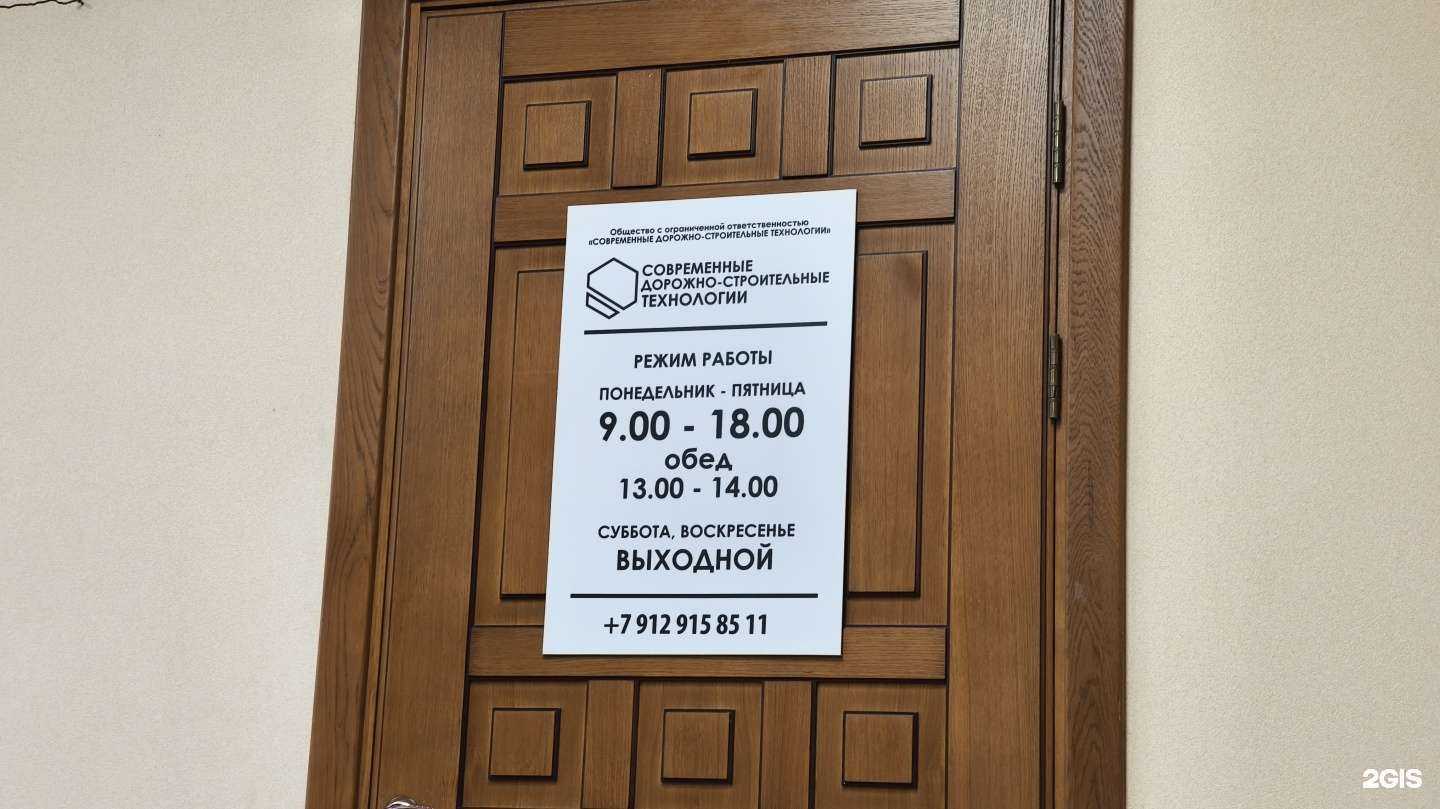 Общество с ограниченной ответственностью
«СОВРЕМЕННЫЕ ДОРОЖНО-СТРОИТЕЛЬНЫЕ ТЕХНОЛОГИИ»
СОВРЕМЕННЫЕ
ДОРОЖНО-СТРОИТЕЛЬНЫЕ
ТЕХНОЛОГИИ
РЕЖИМ РАБОТЫ
ПОНЕДЕЛЬНИК - ПЯТНИЦА
9.00 - 18.00
обед
13.00 - 14.00
СУББОТА, ВОСКРЕСЕНЬЕ
ВЫХОДНОЙ
+7 912 915 85 11
2GIS